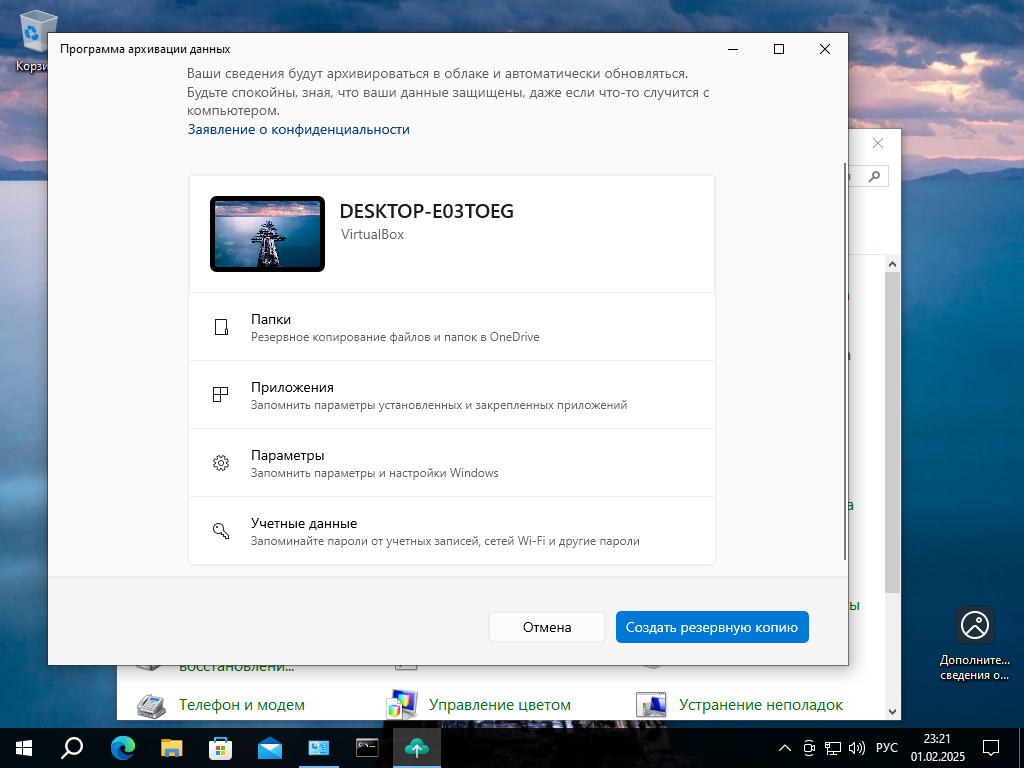 Корзи
Программа архивации данных
Ваши сведения будут архивироваться в облаке и автоматически обновляться.
Будьте спокойны, зная, что ваши данные защищены, даже если что-то случится с
компьютером.
Заявление о конфиденциальности
DESKTOP-E03TOEG
VirtualBox
Папки
Резервное копирование файлов и папок в OneDrive
Приложения
Запомнить параметры установленных и закрепленных приложений
Параметры
Запомнить параметры и настройки Windows
Учетные данные
Запоминайте пароли от учетных записей, сетей Wi-Fi и другие пароли
Отмена
Создать резервную копию
восстановлени...
Телефон и модем
Управление цветом
Устранение неполадок
Дополните...
сведения о...
РУС
23:21
01.02.2025